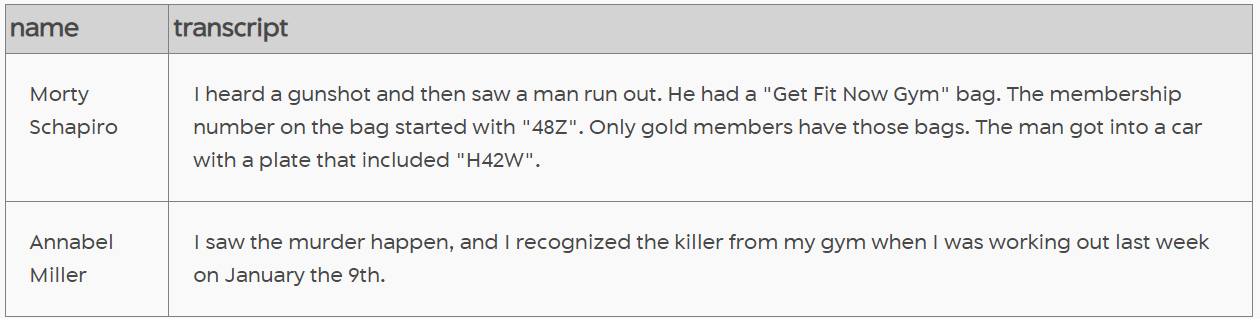 name transcript
Morty Schapiro
I heard a gunshot and then saw a man run out. He had a "Get Fit Now Gym" bag. The membership
number on the bag started with "48Z". Only gold members have those bags. The man got into a car
with a plate that included "H42W".
Annabel Miller
I saw the murder happen, and I recognized the killer from my gym when I was working out last week
on January the 9th.